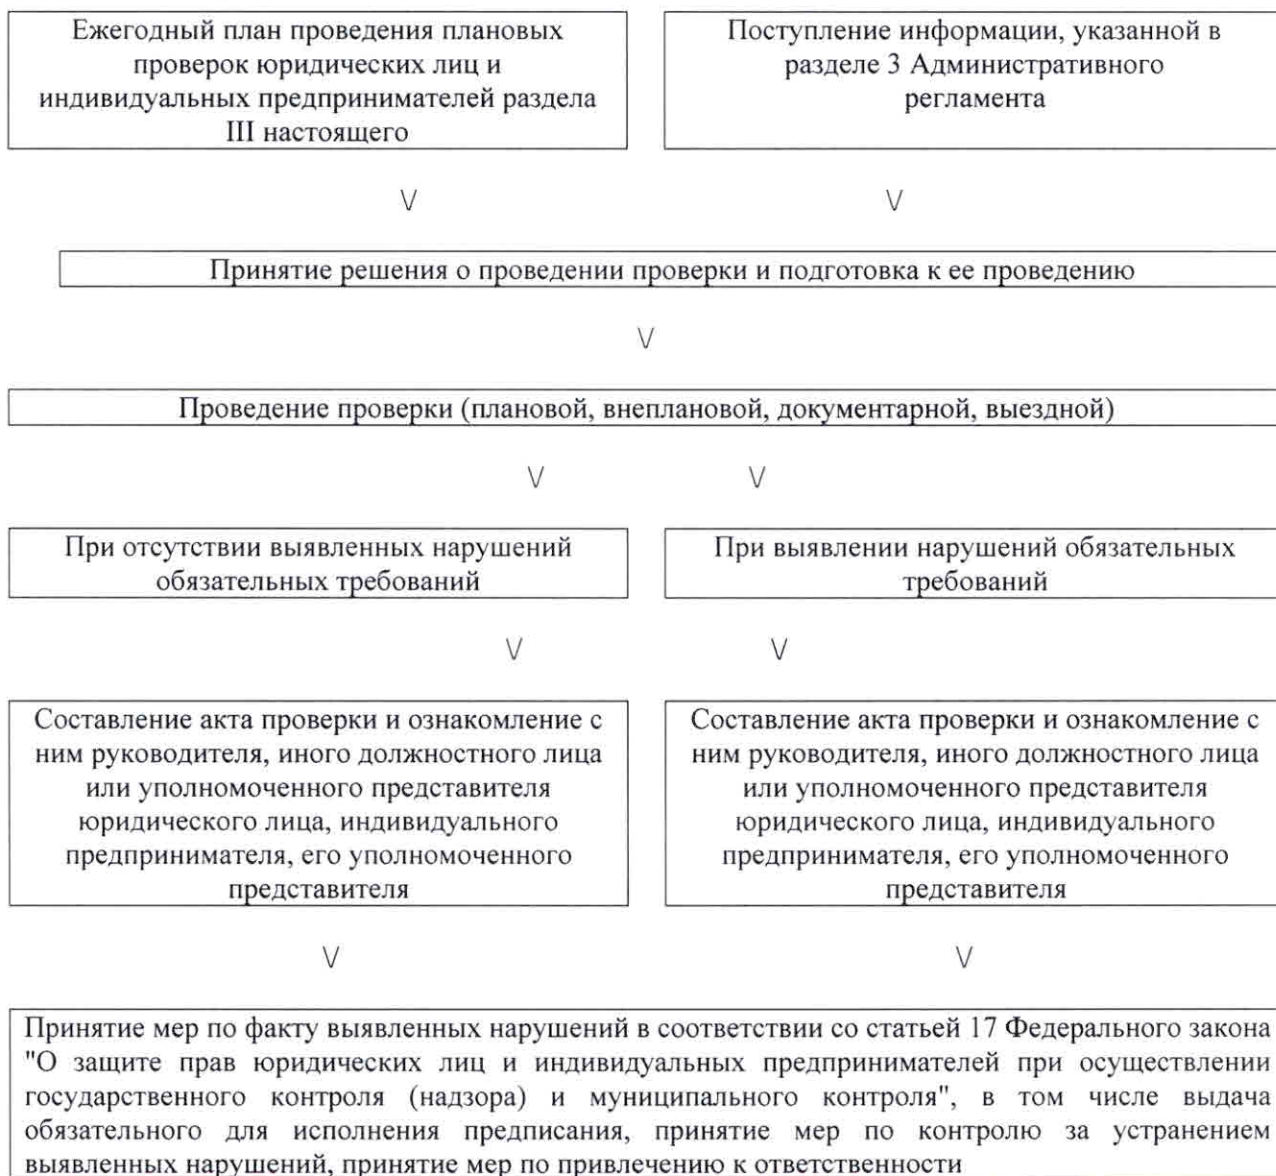 Ежегодный план проведения плановых
проверок юридических лиц и
индивидуальных предпринимателей раздела
III настоящего
Поступление информации, указанной в
разделе 3 Административного
регламента
V
V
Принятие решения о проведении проверки и подготовка к ее проведению
V
Проведение проверки (плановой, внеплановой, документарной, выездной)
V
V
При отсутствии выявленных нарушений
обязательных требований
При выявлении нарушений обязательных
требований
V
V
Составление акта проверки и ознакомление с
ним руководителя, иного должностного лица
или уполномоченного представителя
юридического лица, индивидуального
предпринимателя, его уполномоченного
представителя
Составление акта проверки и ознакомление с
ним руководителя, иного должностного лица
или уполномоченного представителя
юридического лица, индивидуального
предпринимателя, его уполномоченного
представителя
V
V
Принятие мер по факту выявленных нарушений в соответствии со статьей 17 Федерального закона
"О защите прав юридических лиц и индивидуальных предпринимателей при осуществлении
государственного контроля (надзора) и муниципального контроля", в том числе выдача
обязательного для исполнения предписания, принятие мер по контролю за устранением
выявленных нарушений, принятие мер по привлечению к ответственности